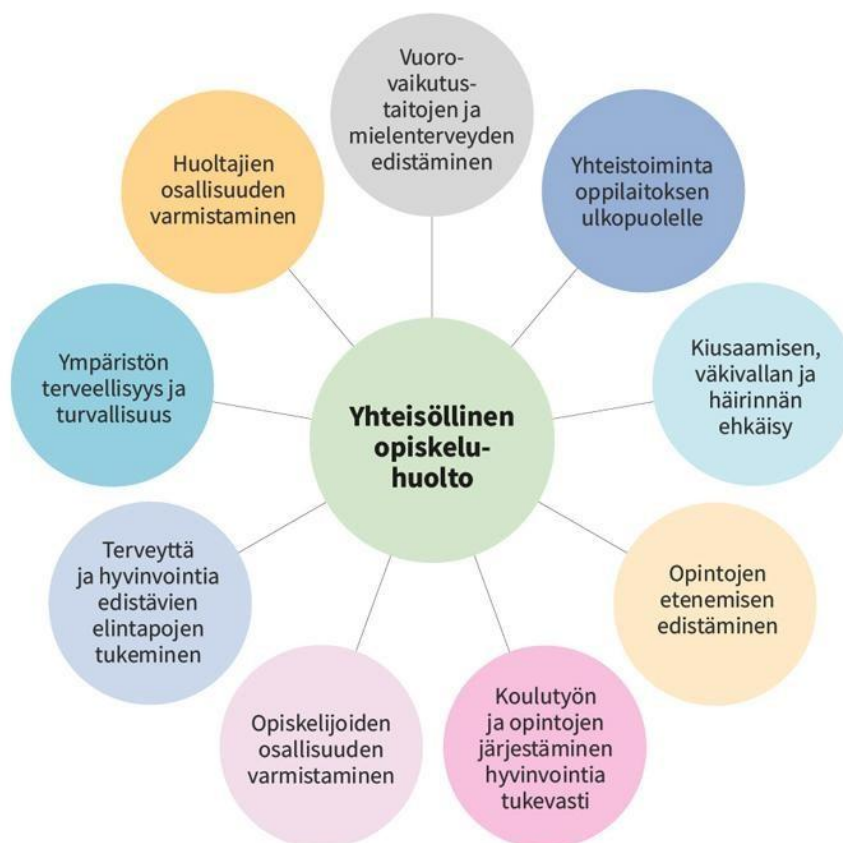 Vuoro-
vaikutus-
taitojen ja
mielenterveyden
edistäminen
Yhteistoiminta
oppilaitoksen
ulkopuolelle
Kiusaamisen,
väkivallan ja
häirinnän
ehkäisy
Opintojen
etenemisen
edistäminen
Koulutyön
ja opintojen
järjestäminen
hyvinvointia
tukevasti
Opiskelijoiden
osallisuuden
varmistaminen
Terveyttä
ja hyvinvointia
edistävien
elintapojen
tukeminen
Ympäristön
terveellisyys ja
turvallisuus
Huoltajien
osallisuuden
varmistaminen
Yhteisöllinen
opiskelu-
huolto